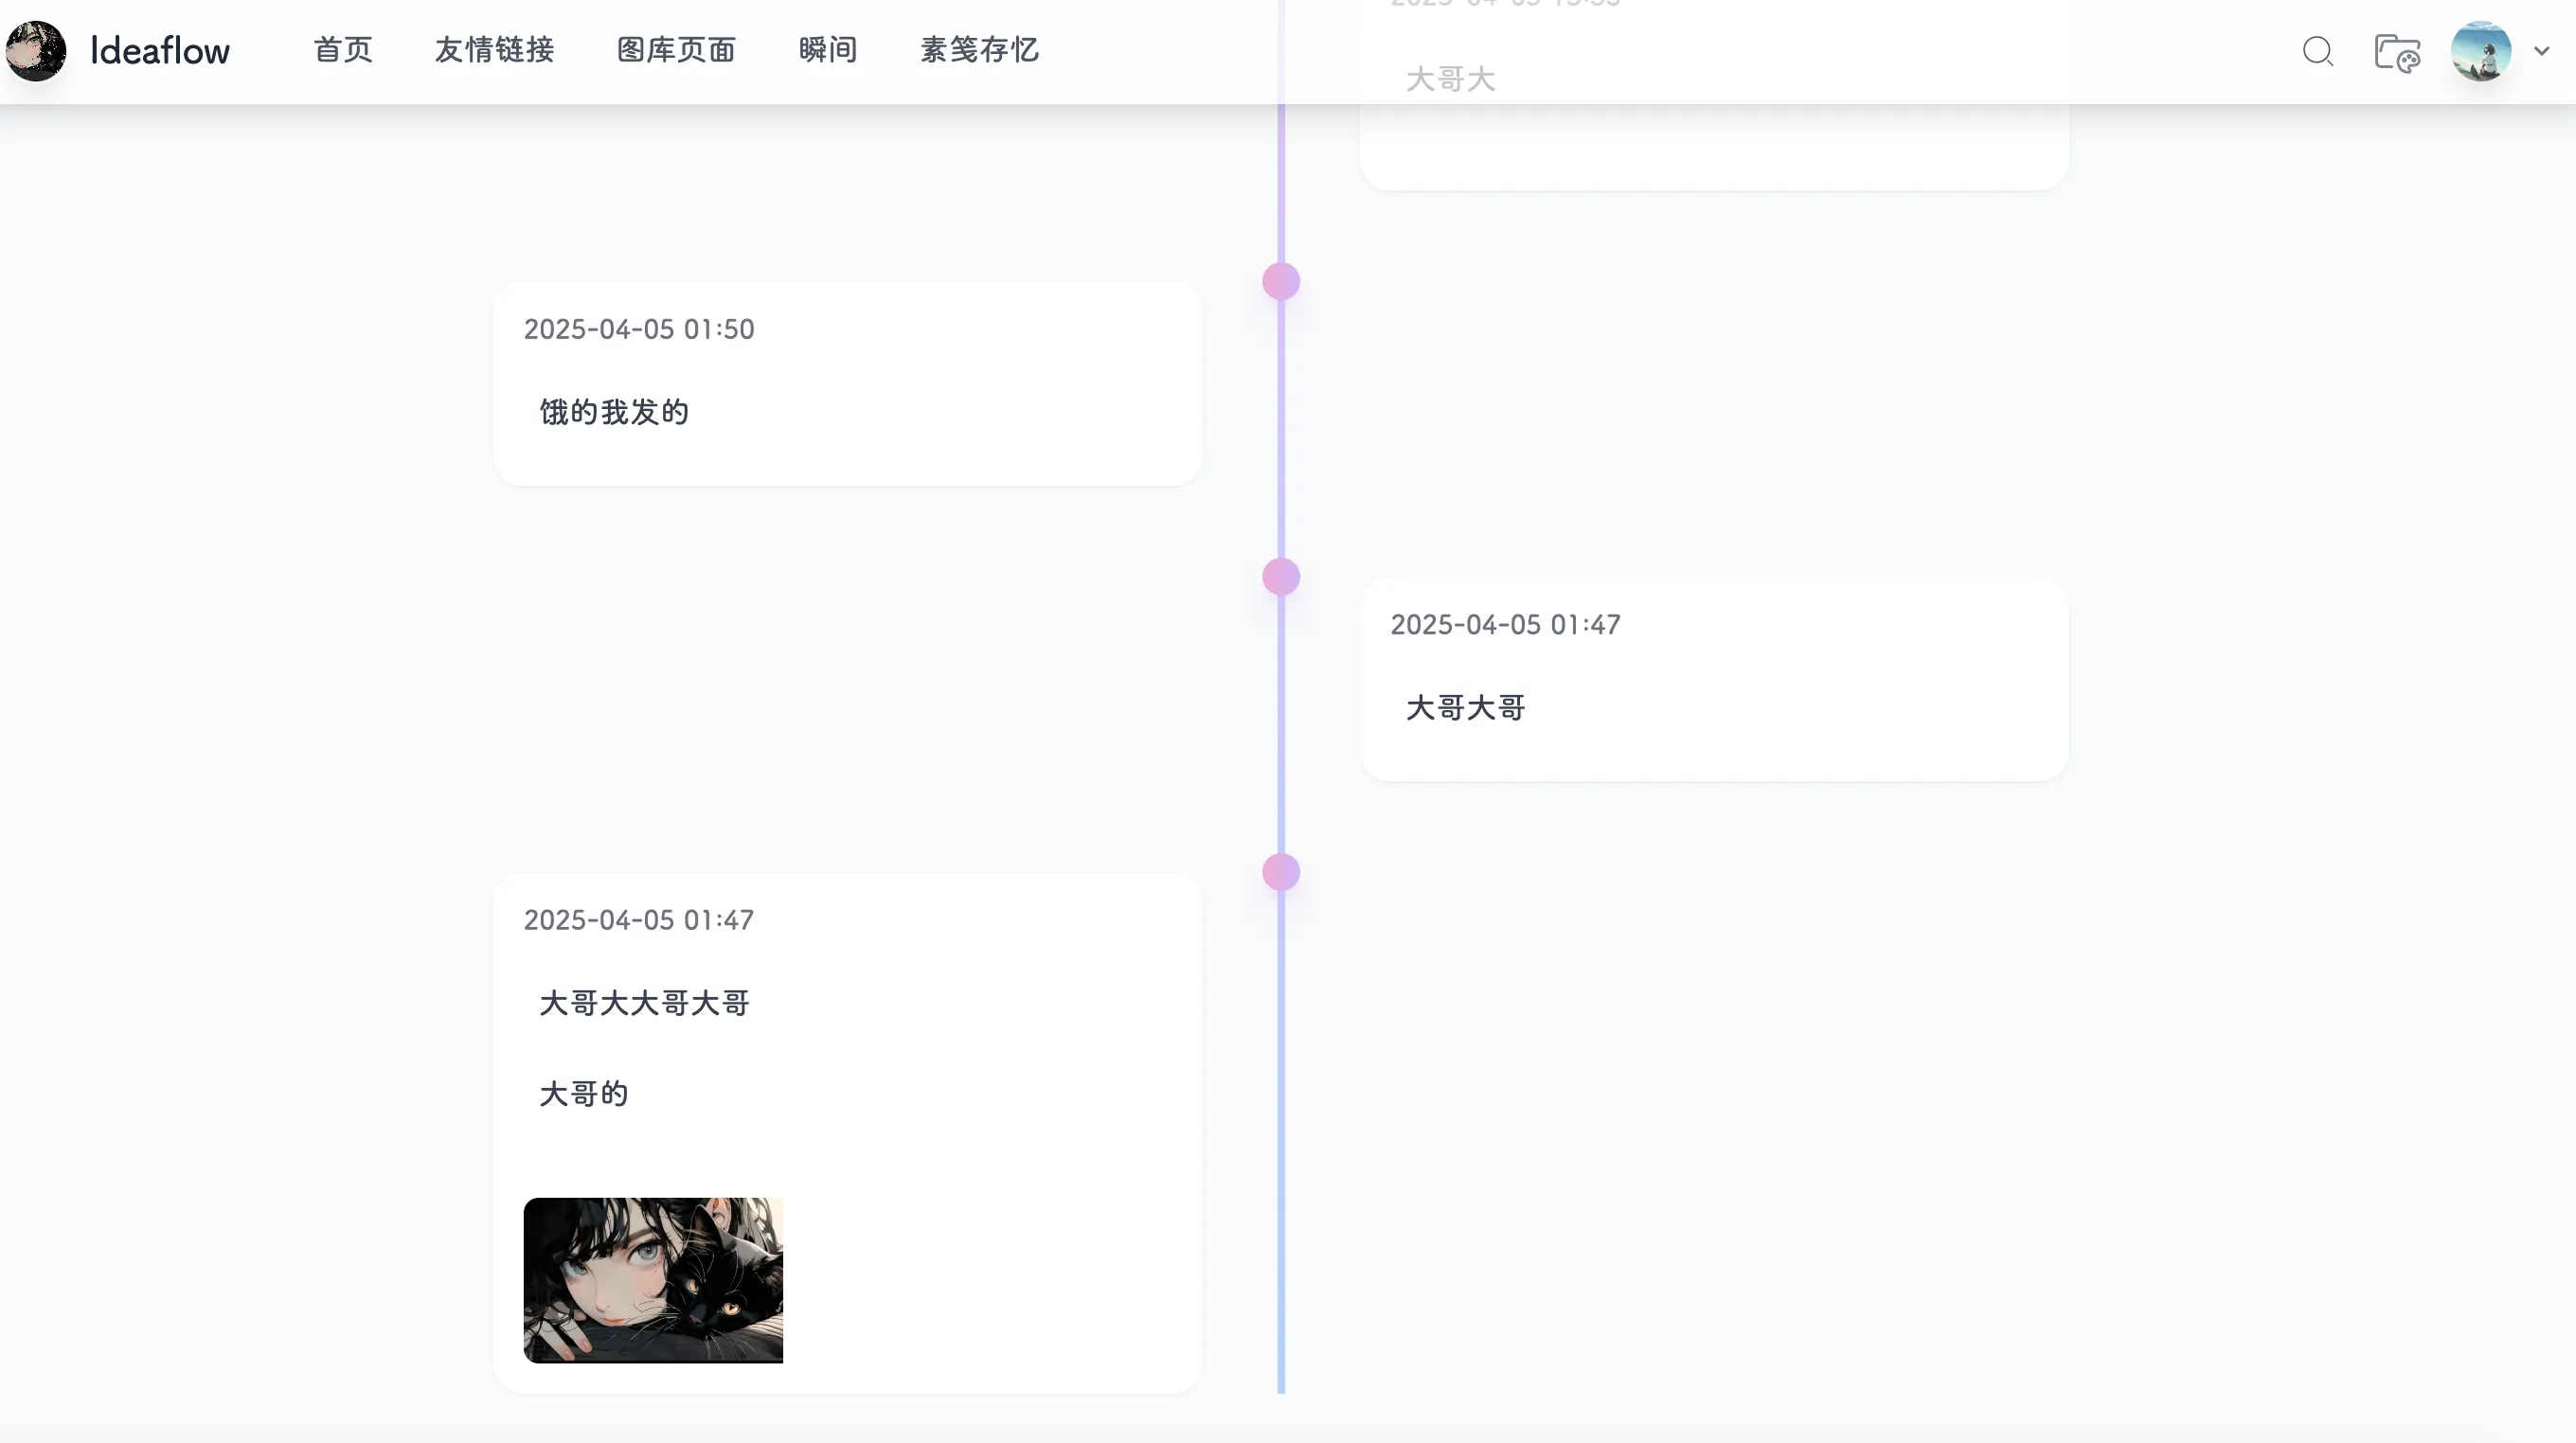 Ideaflow 首页 友情链接 图库页面 瞬间 素笺存忆
大哥大
2025-04-05 01:50
饿的我发的
2025-04-05 01:47
大哥大哥
2025-04-05 01:47
大哥大大哥大哥
大哥的